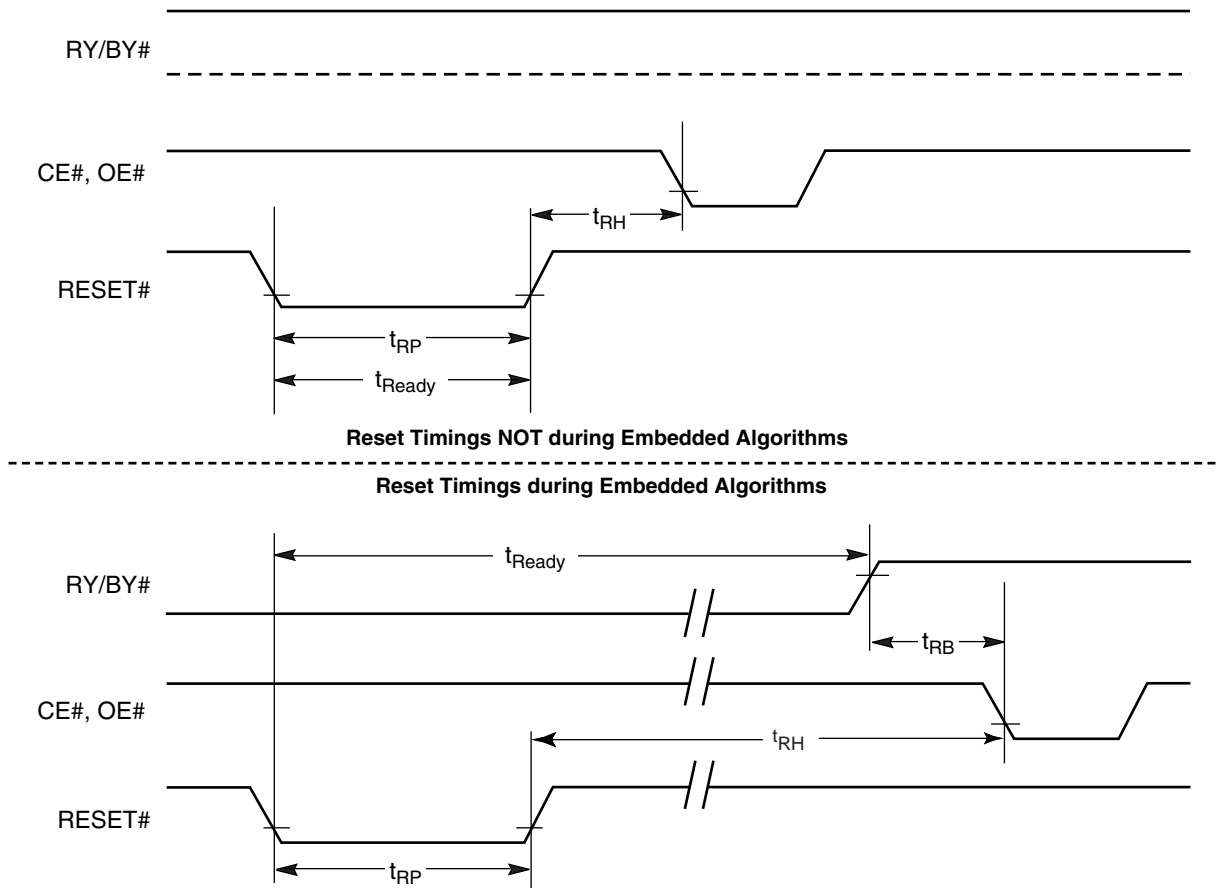 RY/BY#
CE#, OE#
tRH
RESET#
tRP
tReady
Reset Timings NOT during Embedded Algorithms
Reset Timings during Embedded Algorithms
tReady
RY/BY#
tRB
CE#, OE#
tRH
RESET#
tRP